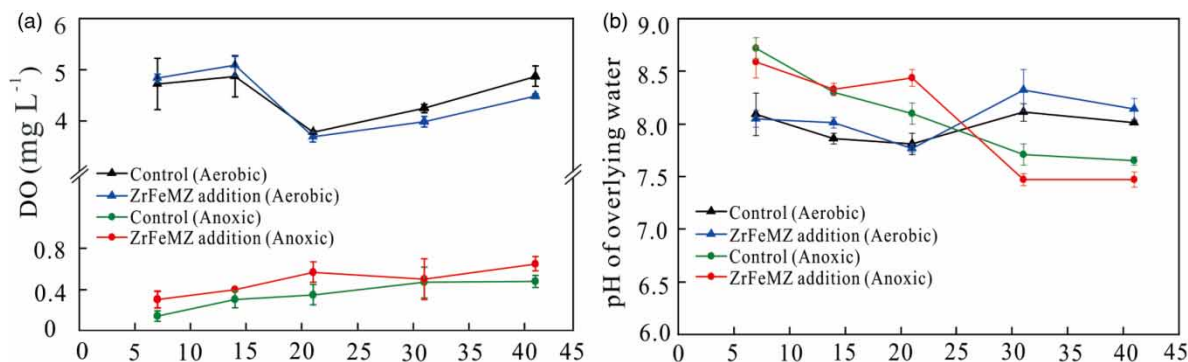 (a)
6
5
4
0.8
0.4
0
DO (mg L⁻¹)
Control (Aerobic)
ZrFeMZ addition (Aerobic)
Control (Anoxic)
ZrFeMZ addition (Anoxic)
0 5 10 15 20 25 30 35 40 45
(b)
9.0
8.5
8.0
7.5
7.0
6.5
6.0
pH of overlying water
Control (Aerobic)
ZrFeMZ addition (Aerobic)
Control (Anoxic)
ZrFeMZ addition (Anoxic)
0 5 10 15 20 25 30 35 40 45